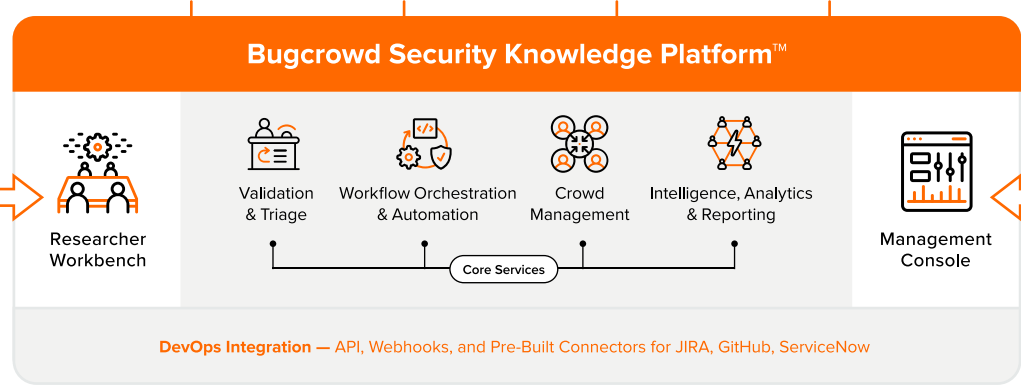 Bugcrowd Security Knowledge Platform™
</>
Validation
& Triage
Workflow Orchestration
& Automation
Crowd
Management
Intelligence, Analytics
& Reporting
Researcher
Workbench
Management
Console
Core Services
DevOps Integration — API, Webhooks, and Pre-Built Connectors for JIRA, GitHub, ServiceNow